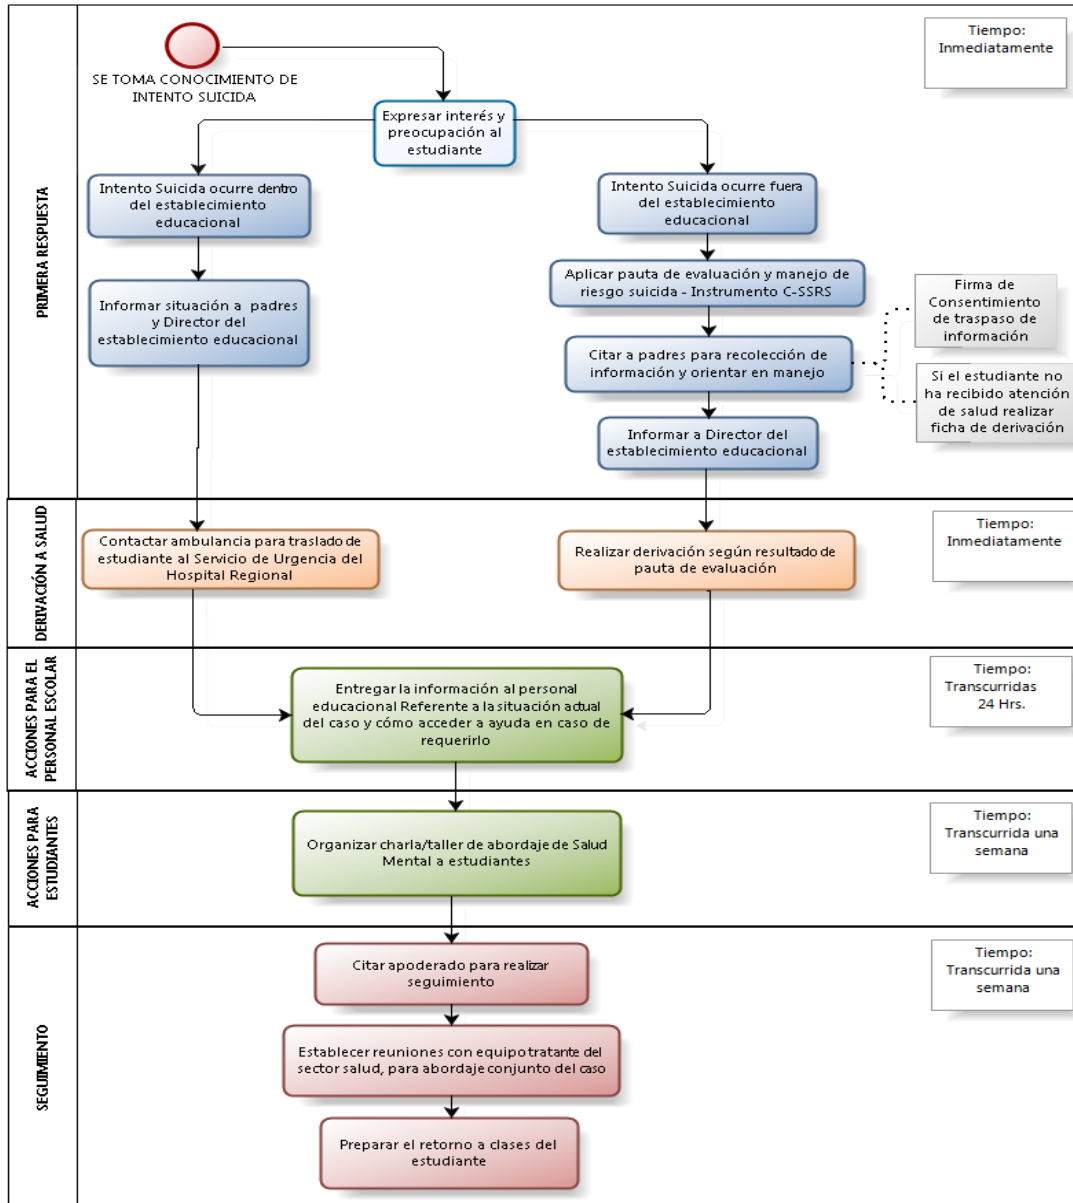 Tiempo:
Inmediatamente
SE TOMA CONOCIMIENTO DE
INTENTO SUICIDA
Expresar interés y
preocupación al
estudiante
PRIMERA RESPUESTA
Intento Suicida ocurre dentro
del establecimiento
educacional
Intento Suicida ocurre fuera
del establecimiento
educacional
Informar situación a padres
y Director del
establecimiento educacional
Aplicar pauta de evaluación y manejo de
riesgo suicida - Instrumento C-SSRS
Firma de
Consentimiento
de traspaso de
información
Citar a padres para recolección de
información y orientar en manejo
Si el estudiante no
ha recibido atención
de salud realizar
ficha de derivación
Informar a Director del
establecimiento educacional
DERIVACIÓN A SALUD
Contactar ambulancia para traslado de
estudiante al Servicio de Urgencia del
Hospital Regional
Realizar derivación según resultado de
pauta de evaluación
Tiempo:
Inmediatamente
ACCIONES PARA EL
PERSONAL ESCOLAR
Entregar la información al personal
educacional Referente a la situación actual
del caso y cómo acceder a ayuda en caso de
requerirlo
Tiempo:
Transcurridas
24 Hrs.
ACCIONES PARA
ESTUDIANTES
Organizar charla/taller de abordaje de Salud
Mental a estudiantes
Tiempo:
Transcurrida una
semana
SEGUIMIENTO
Citar apoderado para realizar
seguimiento
Tiempo:
Transcurrida una
semana
Establecer reuniones con equipo tratante del
sector salud, para abordaje conjunto del caso
Preparar el retorno a clases del
estudiante